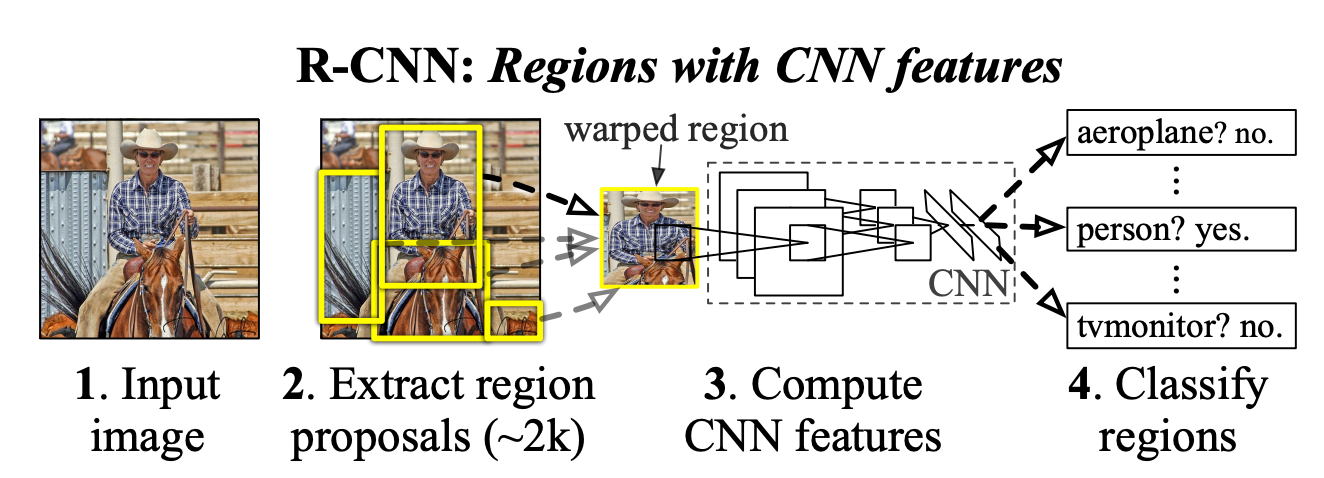 R-CNN: Regions with CNN features
warped region
aeroplane? no.
⋮
person? yes.
⋮
tvmonitor? no.
CNN
1. Input
image
2. Extract region
proposals (~2k)
3. Compute
CNN features
4. Classify
regions